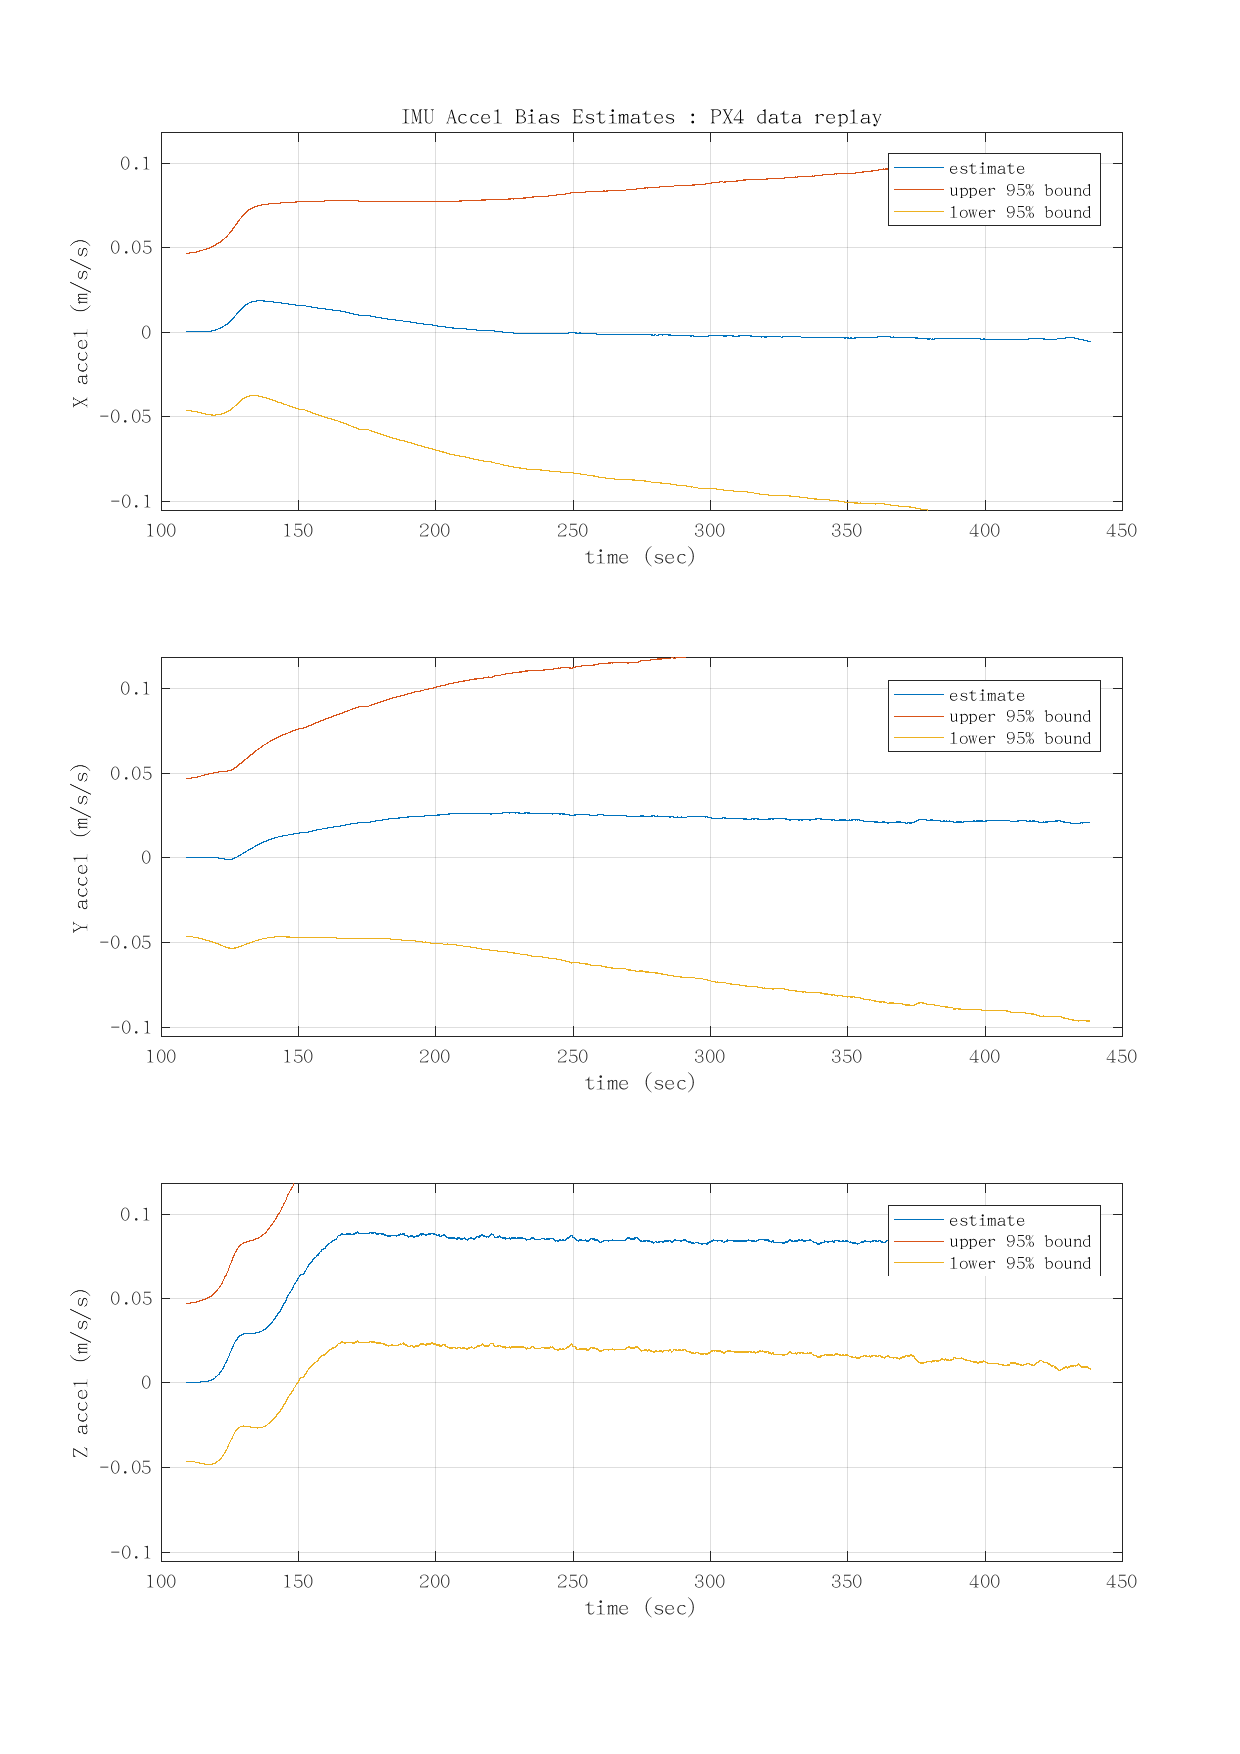 IMU Accel Bias Estimates : PX4 data replay
0.1
0.05
0
-0.05
-0.1
X accel (m/s/s)
estimate
upper 95% bound
lower 95% bound
100 150 200 250 300 350 400 450
time (sec)
0.1
0.05
0
-0.05
-0.1
Y accel (m/s/s)
estimate
upper 95% bound
lower 95% bound
100 150 200 250 300 350 400 450
time (sec)
0.1
0.05
0
-0.05
-0.1
Z accel (m/s/s)
estimate
upper 95% bound
lower 95% bound
100 150 200 250 300 350 400 450
time (sec)